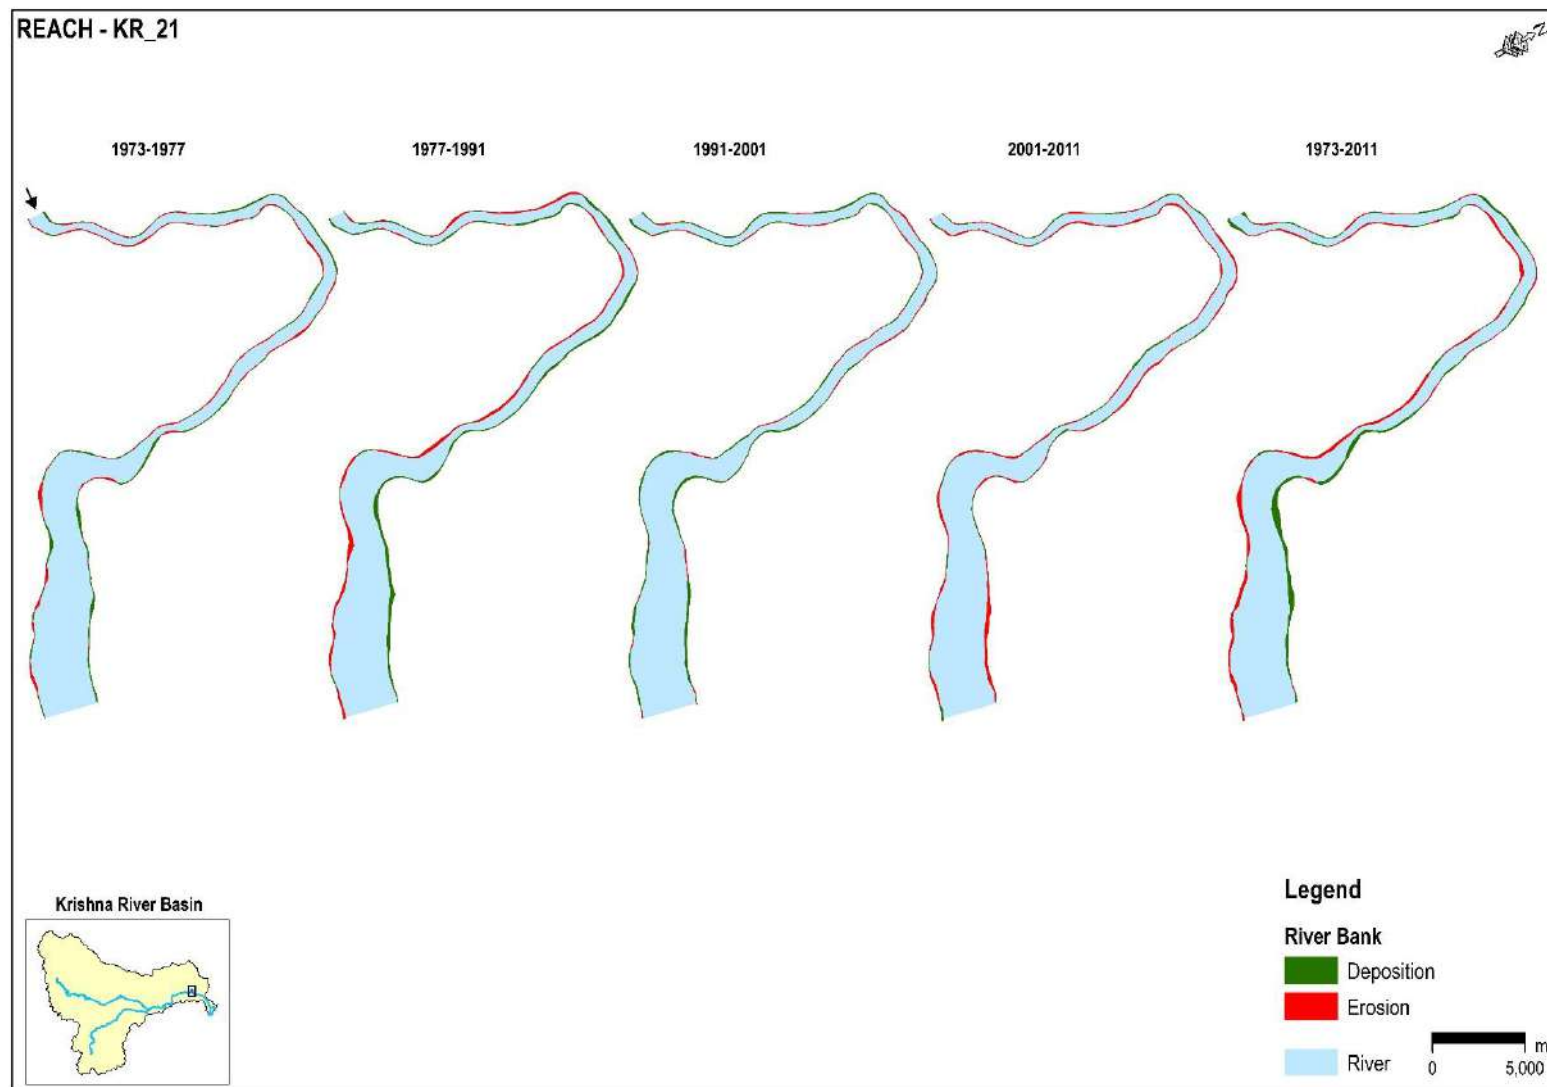 REACH - KR_21
N
1973-1977
1977-1991
1991-2001
2001-2011
1973-2011
Krishna River Basin
Legend
River Bank
Deposition
Erosion
River
m
0 5,000